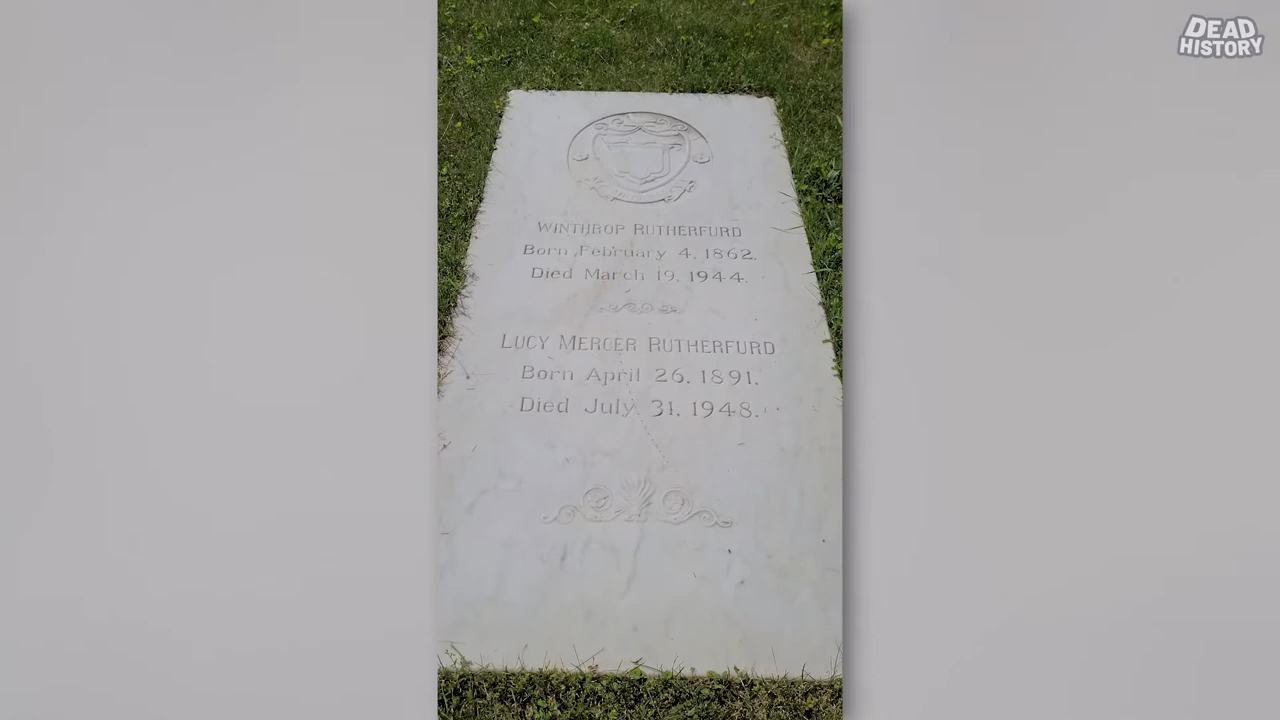 DEAD
HISTORY
WINTHROP RUTHERFURD
Born February 4, 1862.
Died March 19, 1944.
LUCY MERCER RUTHERFURD
Born April 26, 1891.
Died July 31, 1948.